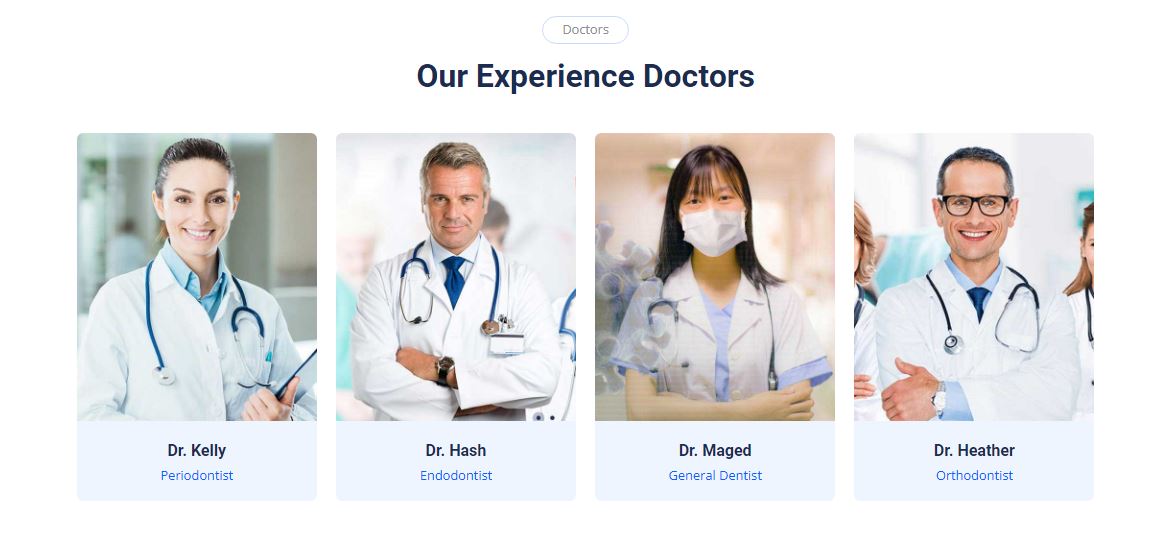 Doctors
Our Experience Doctors
Dr. Kelly
Periodontist
Dr. Hash
Endodontist
Dr. Maged
General Dentist
Dr. Heather
Orthodontist